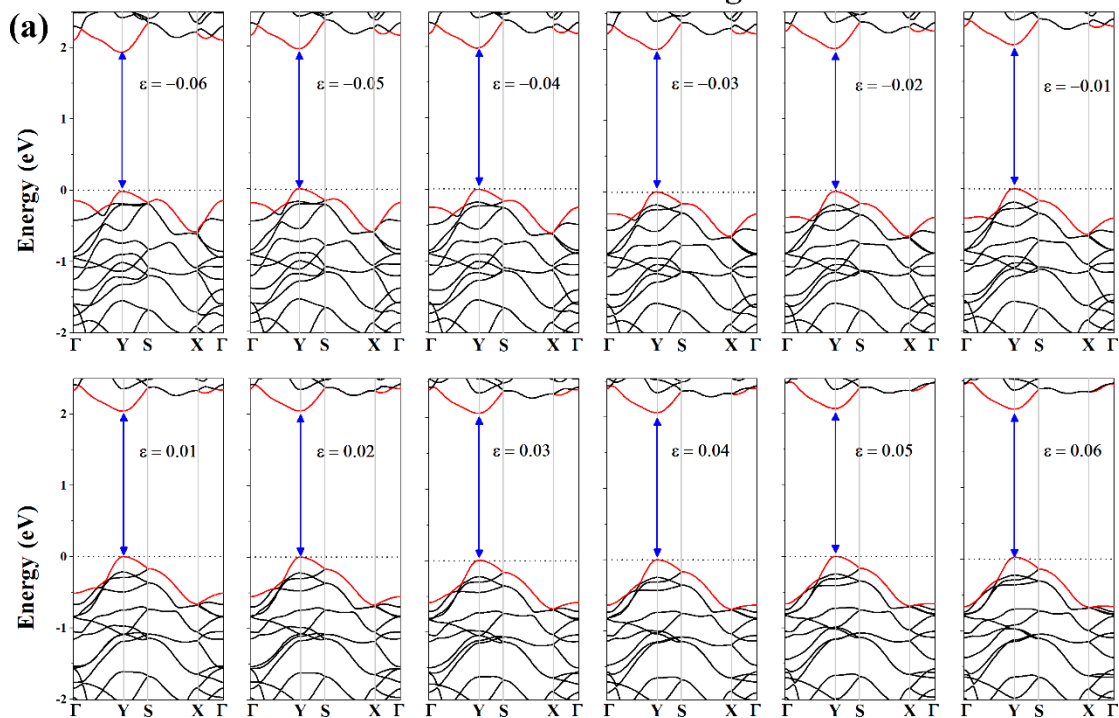 g
(a)
Energy (eV)
2
1
0
-1
-2
ε = −0.06
ε = −0.05
ε = −0.04
ε = −0.03
ε = −0.02
ε = −0.01
Γ Y S X Γ
Γ Y S X Γ
Γ Y S X Γ
Γ Y S X Γ
Γ Y S X Γ
Γ Y S X Γ
Energy (eV)
2
1
0
-1
-2
ε = 0.01
ε = 0.02
ε = 0.03
ε = 0.04
ε = 0.05
ε = 0.06
Γ Y S X Γ
Γ Y S X Γ
Γ Y S X Γ
Γ Y S X Γ
Γ Y S X Γ
Γ Y S X Γ